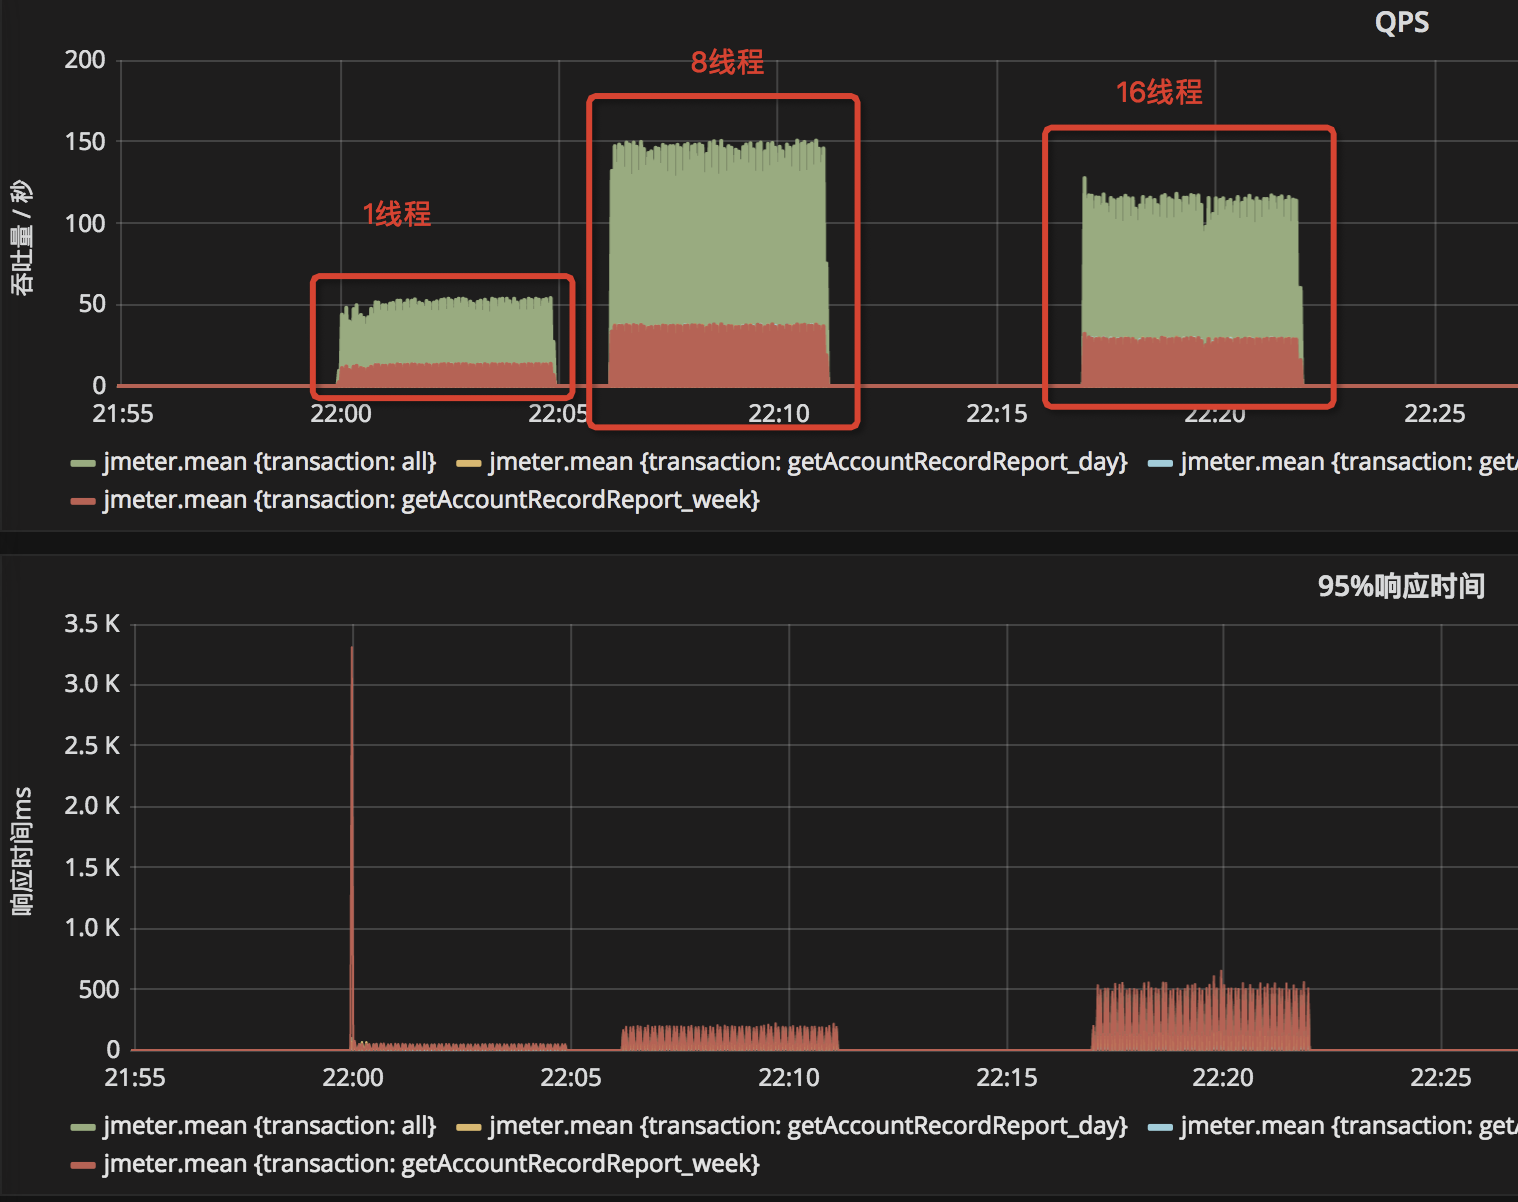 QPS
200
8线程
16线程
150
1线程
100
50
0
吞吐量 / 秒
21:55 22:00 22:05 22:10 22:15 22:20 22:25
jmeter.mean {transaction: all} jmeter.mean {transaction: getAccountRecordReport_day} jmeter.mean {transaction: get
jmeter.mean {transaction: getAccountRecordReport_week}
95%响应时间
3.5 K
3.0 K
2.5 K
2.0 K
1.5 K
1.0 K
500
0
响应时间ms
21:55 22:00 22:05 22:10 22:15 22:20 22:25
jmeter.mean {transaction: all} jmeter.mean {transaction: getAccountRecordReport_day} jmeter.mean {transaction: get
jmeter.mean {transaction: getAccountRecordReport_week}